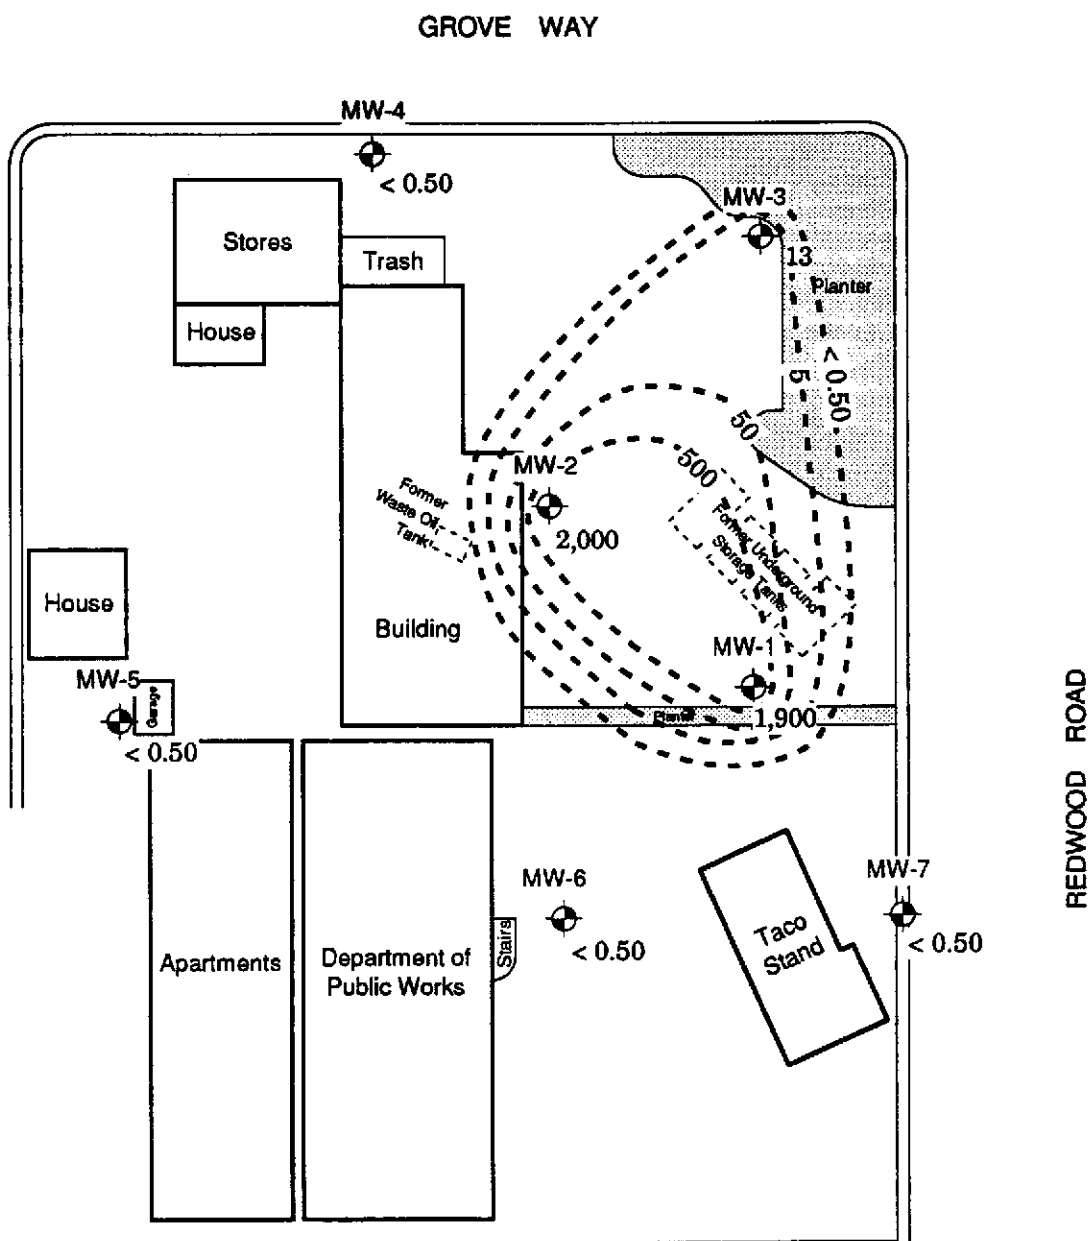 GROVE WAY
MW-4
< 0.50
MW-3
13
Stores
Trash
Planter
House
< 0.50
5
50
500
MW-2
2,000
Former
Waste Oil
Tank
Former Underground
Storage Tanks
House
Building
MW-1
1,900
Planter
MW-5
Garage
< 0.50
REDWOOD ROAD
MW-6
< 0.50
MW-7
< 0.50
Stairs
Taco
Stand
Apartments
Department of
Public Works